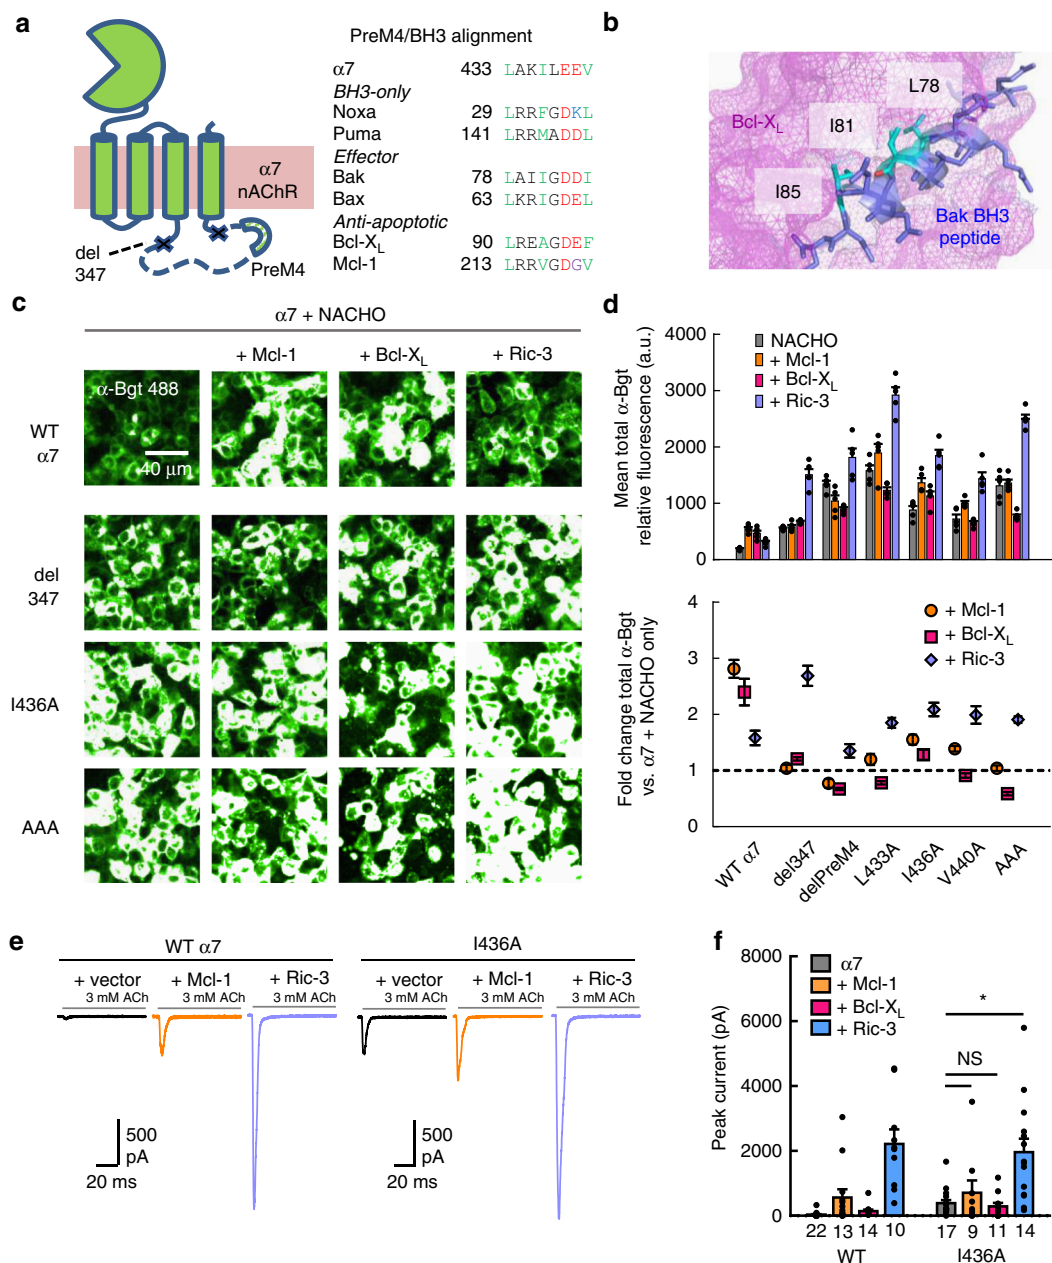 a
α7
nAChR
del
347
PreM4
PreM4/BH3 alignment
α7 433 LAKILEEV
BH3-only
Noxa 29 LRRFGDKL
Puma 141 LRRMADDL
Effector
Bak 78 LAIIGDDI
Bax 63 LKRIGDEL
Anti-apoptotic
Bcl-XL 90 LREAGDEF
Mcl-1 213 LRRVGDGV
b
L78
Bcl-XL
I81
I85
Bak BH3
peptide
c
α7 + NACHO
+ Mcl-1 + Bcl-XL + Ric-3
α-Bgt 488
40 µm
WT
α7
del
347
I436A
AAA
d
Mean total α-Bgt
relative fluorescence (a.u.)
4000
3000
2000
1000
0
NACHO
+ Mcl-1
+ Bcl-XL
+ Ric-3
Fold change total α-Bgt
vs. α7 + NACHO only
4
3
2
1
0
+ Mcl-1
+ Bcl-XL
+ Ric-3
WT α7
del347
delPreM4
L433A
I436A
V440A
AAA
e
WT α7
+ vector + Mcl-1 + Ric-3
3 mM ACh 3 mM ACh 3 mM ACh
500
pA
20 ms
I436A
+ vector + Mcl-1 + Ric-3
3 mM ACh 3 mM ACh 3 mM ACh
500
pA
20 ms
f
Peak current (pA)
8000
6000
4000
2000
0
α7
+ Mcl-1
+ Bcl-XL
+ Ric-3
*
NS
22 13 14 10 17 9 11 14
WT I436A